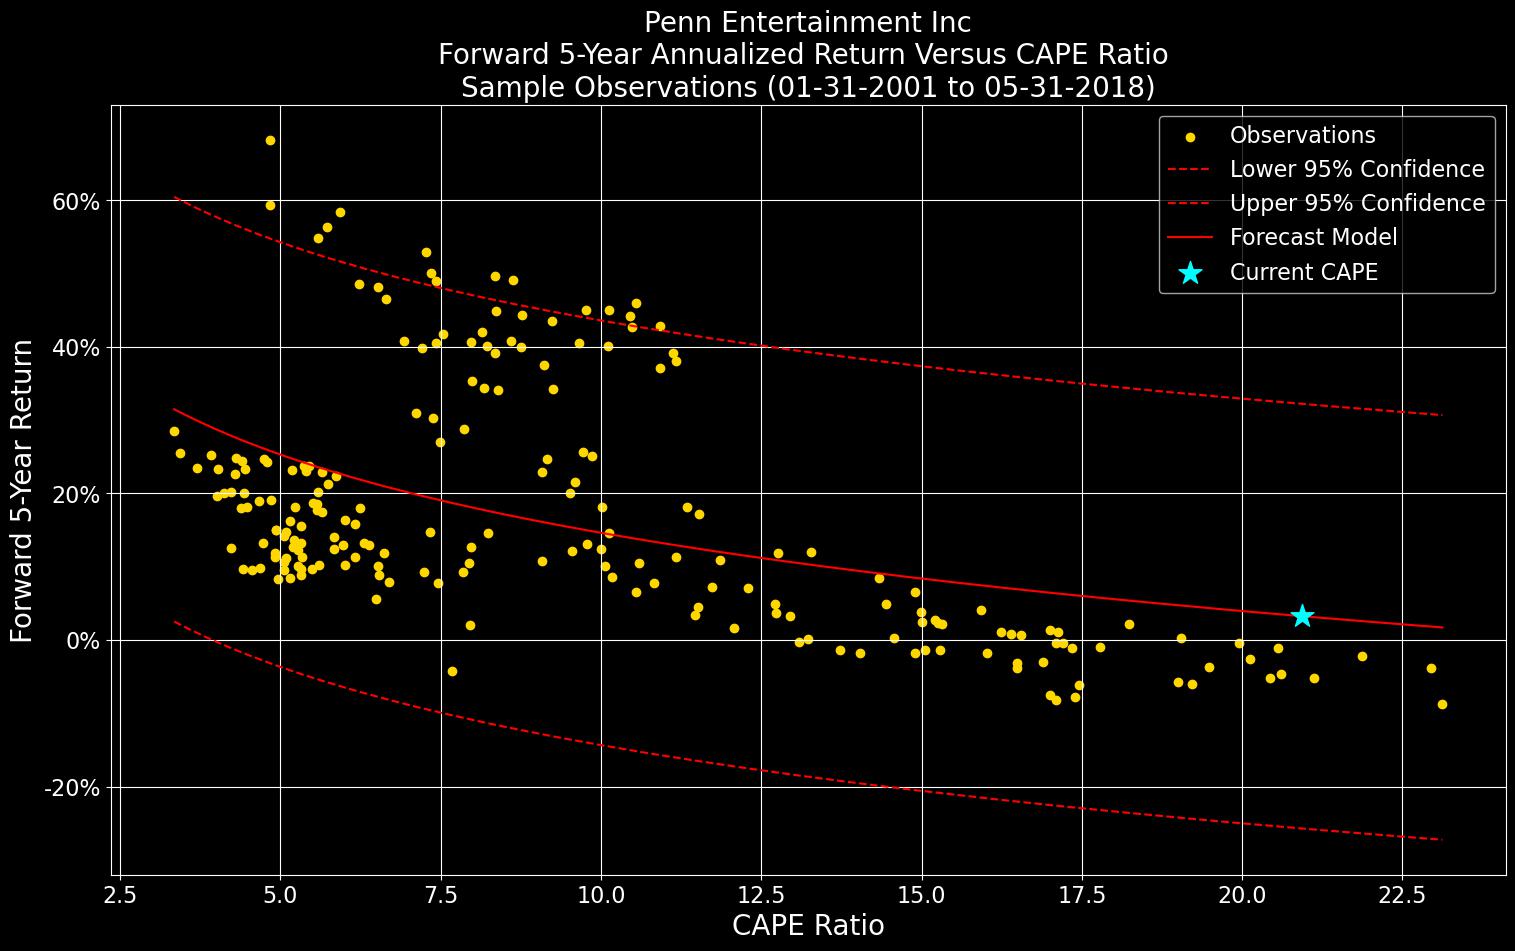 Penn Entertainment Inc
Forward 5-Year Annualized Return Versus CAPE Ratio
Sample Observations (01-31-2001 to 05-31-2018)
Observations
Lower 95% Confidence
Upper 95% Confidence
Forecast Model
Current CAPE
Forward 5-Year Return
60%
40%
20%
0%
-20%
2.5 5.0 7.5 10.0 12.5 15.0 17.5 20.0 22.5
CAPE Ratio